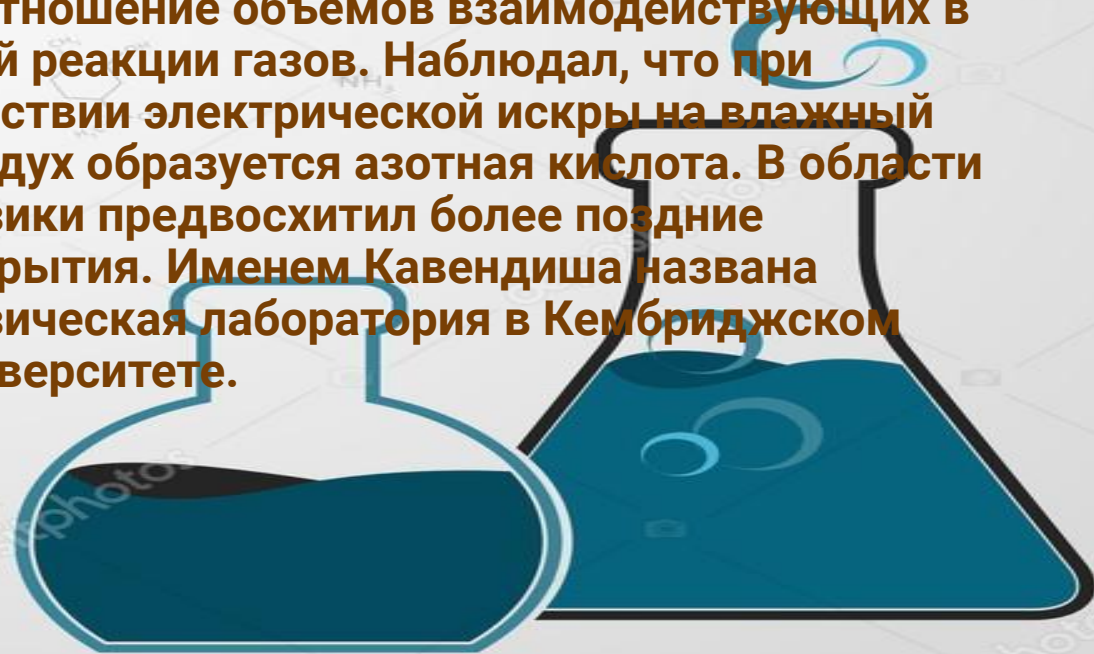 тношение объемов взаимодействующих в
й реакции газов. Наблюдал, что при
ствии электрической искры на влажный
дух образуется азотная кислота. В области
зики предвосхитил более поздние
рытия. Именем Кавендиша названа
зическая лаборатория в Кембриджском
верситете.